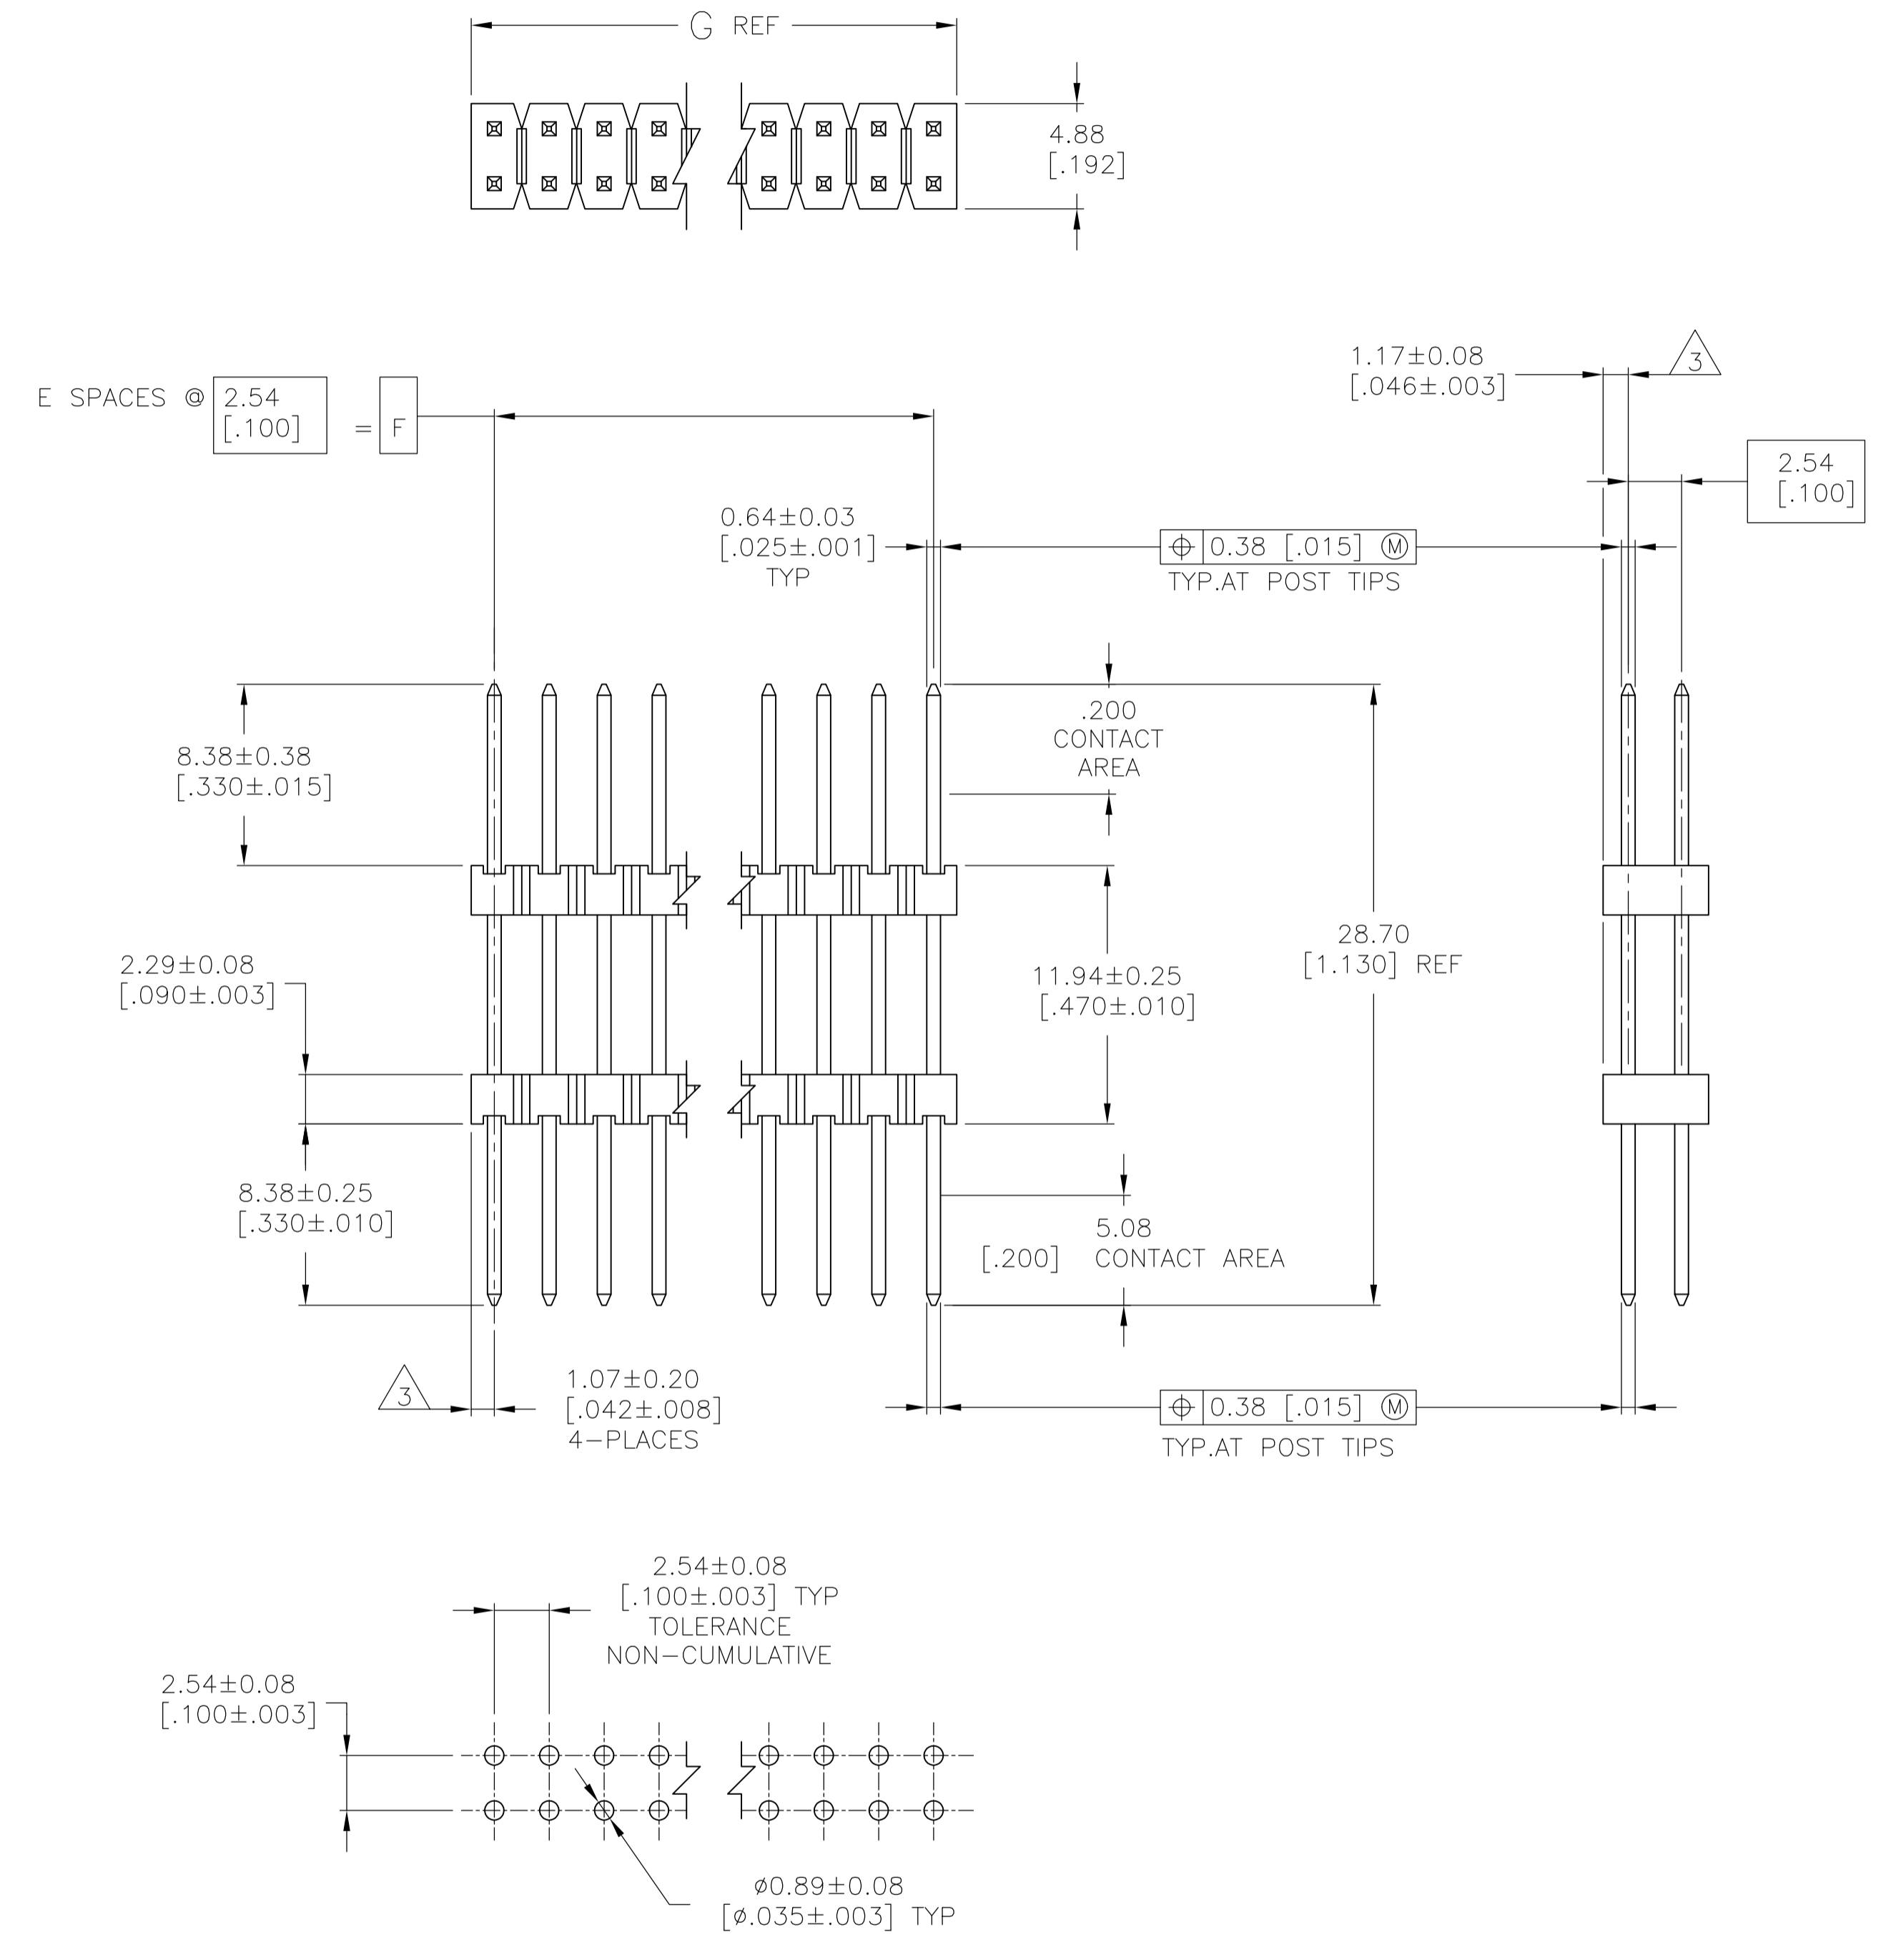 G REF
4.88
[.192]
1.17±0.08
[.046±.003]
3
E SPACES @ 2.54
[.100] = F
2.54
[.100]
0.64±0.03
[.025±.001]
TYP
⌖ 0.38 [.015] Ⓜ
TYP.AT POST TIPS
.200
CONTACT
AREA
8.38±0.38
[.330±.015]
28.70
[1.130] REF
2.29±0.08
[.090±.003]
11.94±0.25
[.470±.010]
8.38±0.25
[.330±.010]
5.08
[.200] CONTACT AREA
3
1.07±0.20
[.042±.008]
4-PLACES
⌖ 0.38 [.015] Ⓜ
TYP.AT POST TIPS
2.54±0.08
[.100±.003] TYP
TOLERANCE
NON-CUMULATIVE
2.54±0.08
[.100±.003]
ø0.89±0.08
[ø.035±.003] TYP